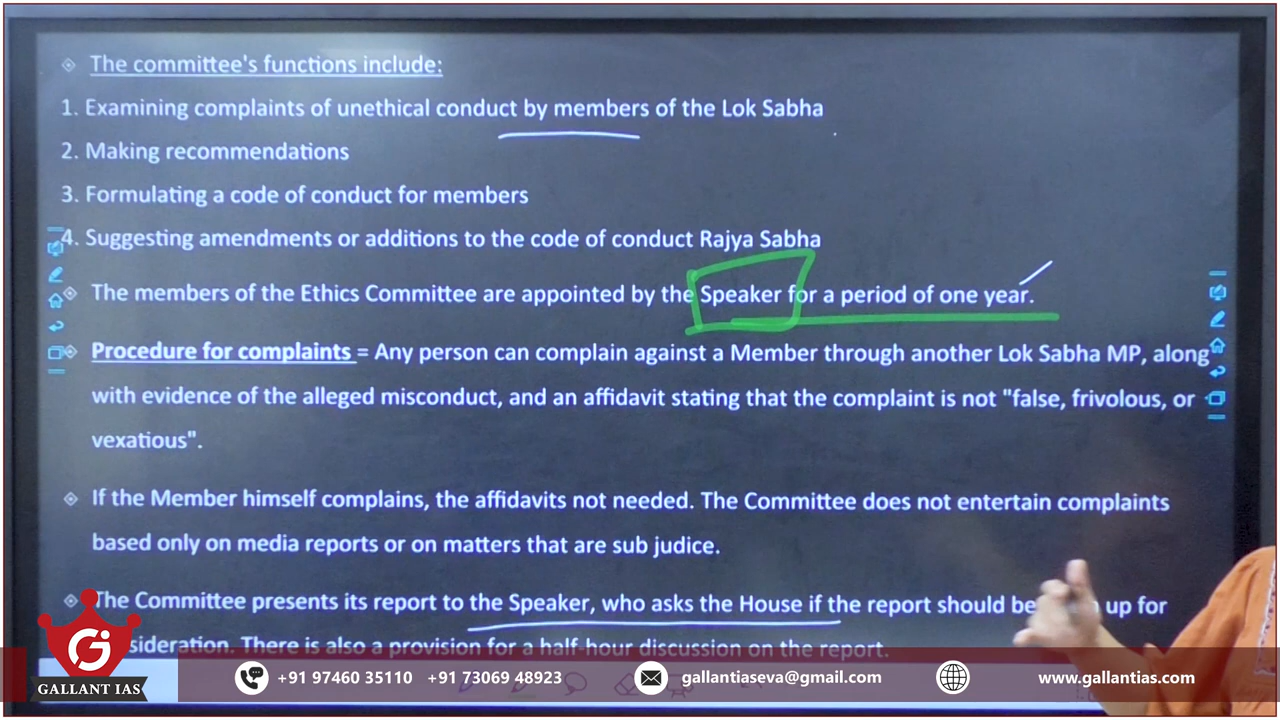 The committee's functions include:
1. Examining complaints of unethical conduct by members of the Lok Sabha
2. Making recommendations
3. Formulating a code of conduct for members
4. Suggesting amendments or additions to the code of conduct Rajya Sabha
The members of the Ethics Committee are appointed by the Speaker for a period of one year.
Procedure for complaints = Any person can complain against a Member through another Lok Sabha MP, along
with evidence of the alleged misconduct, and an affidavit stating that the complaint is not "false, frivolous, or
vexatious".
If the Member himself complains, the affidavits not needed. The Committee does not entertain complaints
based only on media reports or on matters that are sub judice.
The Committee presents its report to the Speaker, who asks the House if the report should be up for
There is also a provision for a half-hour discussion on the report.
Gi
GALLANT IAS
+91 97460 35110 +91 73069 48923
gallantiaseva@gmail.com
www.gallantias.com